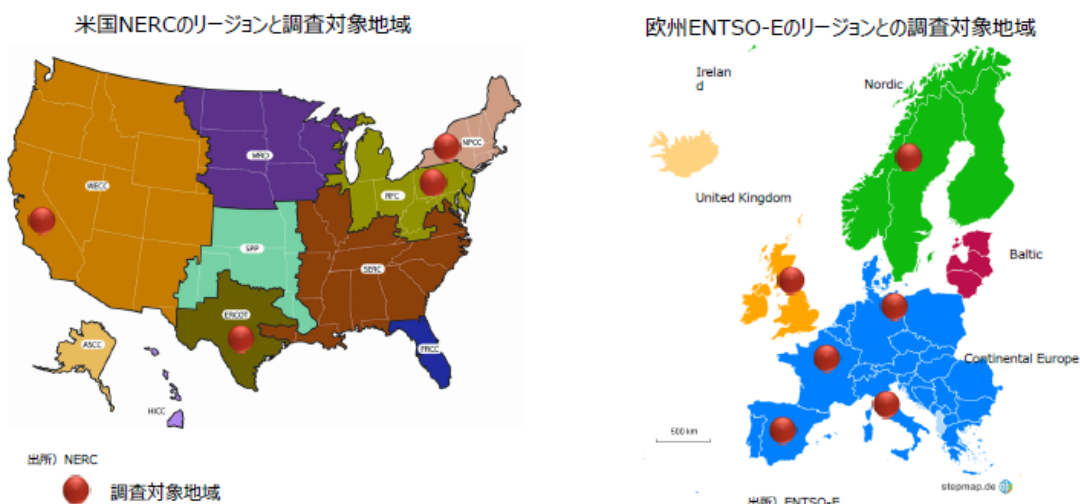 米国NERCのリージョンと調査対象地域
WECC
MRO
NPCC
RFC
SPP
SERC
ERCOT
FRCC
ASCC
HICC
出所）NERC
調査対象地域
欧州ENTSO-Eのリージョンとの調査対象地域
Irelan
d
Nordic
United Kingdom
Baltic
Continental Europe
500 km
stepmap.de
出所）ENTSO-E